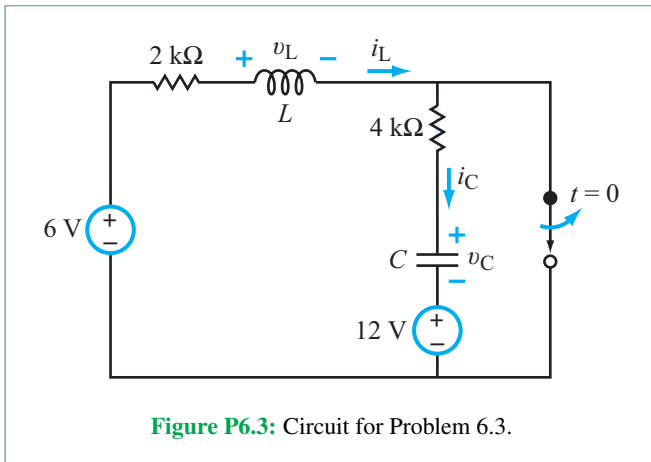 2 kΩ + vL − iL
L
4 kΩ
iC
t = 0
6 V + −
+
C vC
−
12 V + −
Figure P6.3: Circuit for Problem 6.3.